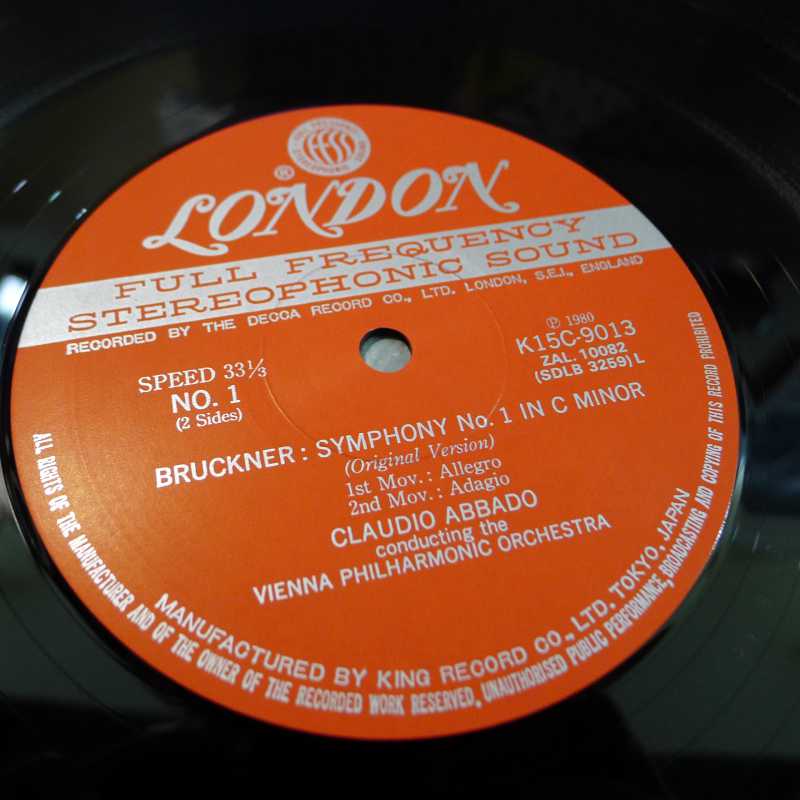 FFSS
® LONDON
FULL FREQUENCY
STEREOPHONIC SOUND
RECORDED BY THE DECCA RECORD CO., LTD. LONDON, S.E.I., ENGLAND
SPEED 33⅓
NO. 1
(2 Sides)
Ⓟ 1980
K15C-9013
ZAL. 10082
(SDLB 3259) L
BRUCKNER : SYMPHONY No. 1 IN C MINOR
(Original Version)
1st Mov. : Allegro
2nd Mov. : Adagio
CLAUDIO ABBADO
conducting the
VIENNA PHILHARMONIC ORCHESTRA
MANUFACTURED BY KING RECORD CO., LTD. TOKYO, JAPAN
ALL RIGHTS OF THE MANUFACTURER AND OF THE OWNER OF THE RECORDED WORK RESERVED, UNAUTHORISED PUBLIC PERFORMANCE, BROADCASTING AND COPYING OF THIS RECORD PROHIBITED